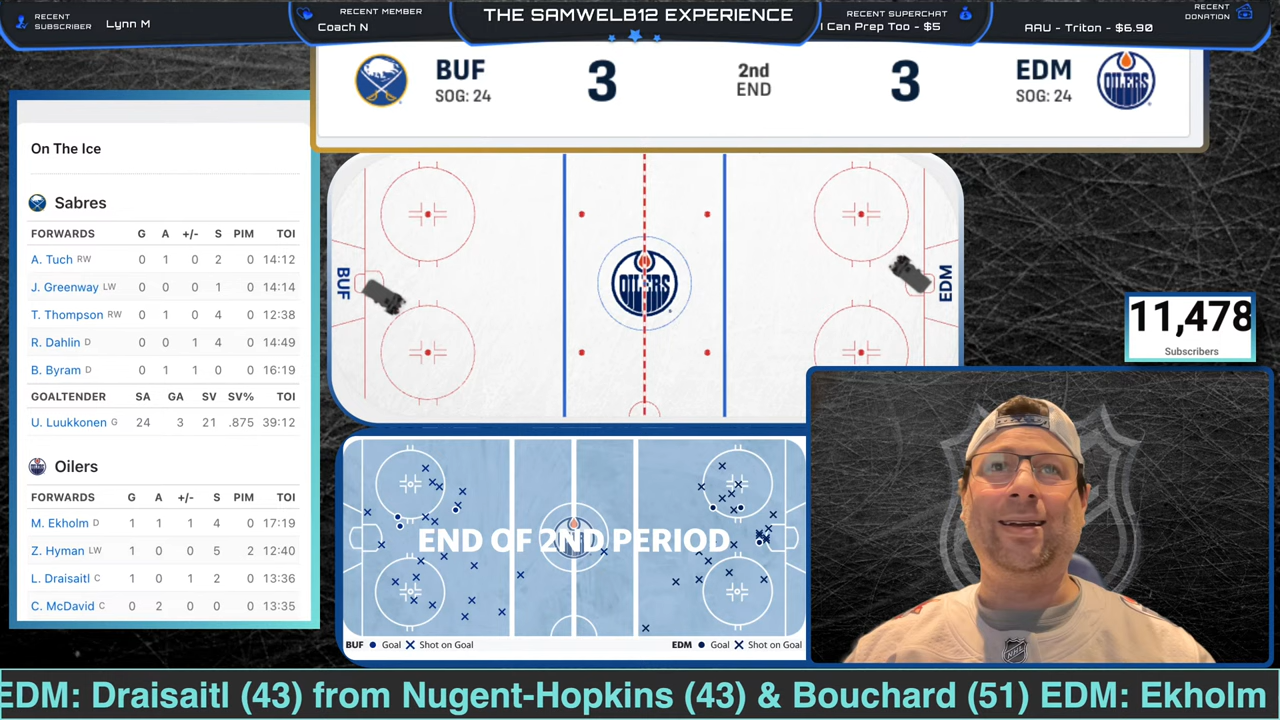 RECENT SUBSCRIBER Lynn M
RECENT MEMBER
Coach N
THE SAMWELB12 EXPERIENCE
RECENT SUPERCHAT
I Can Prep Too - $5
RECENT DONATION
AAU - Triton - $6.90
BUF
SOG: 24
3
2nd
END
3
EDM
SOG: 24
OILERS
On The Ice
Sabres
FORWARDS G A +/- S PIM TOI
A. Tuch RW 0 1 0 2 0 14:12
J. Greenway LW 0 0 0 1 0 14:14
T. Thompson RW 0 1 0 4 0 12:38
R. Dahlin D 0 0 1 4 0 14:49
B. Byram D 0 1 1 0 0 16:19
GOALTENDER SA GA SV SV% TOI
U. Luukkonen G 24 3 21 .875 39:12
Oilers
FORWARDS G A +/- S PIM TOI
M. Ekholm D 1 1 1 4 0 17:19
Z. Hyman LW 1 0 0 5 2 12:40
L. Draisaitl C 1 0 1 2 0 13:36
C. McDavid C 0 2 0 0 0 13:35
BUF
OILERS
EDM
11,478
Subscribers
END OF 2ND PERIOD
BUF Goal Shot on Goal
EDM Goal Shot on Goal
NHL
EDM: Draisaitl (43) from Nugent-Hopkins (43) & Bouchard (51) EDM: Ekholm